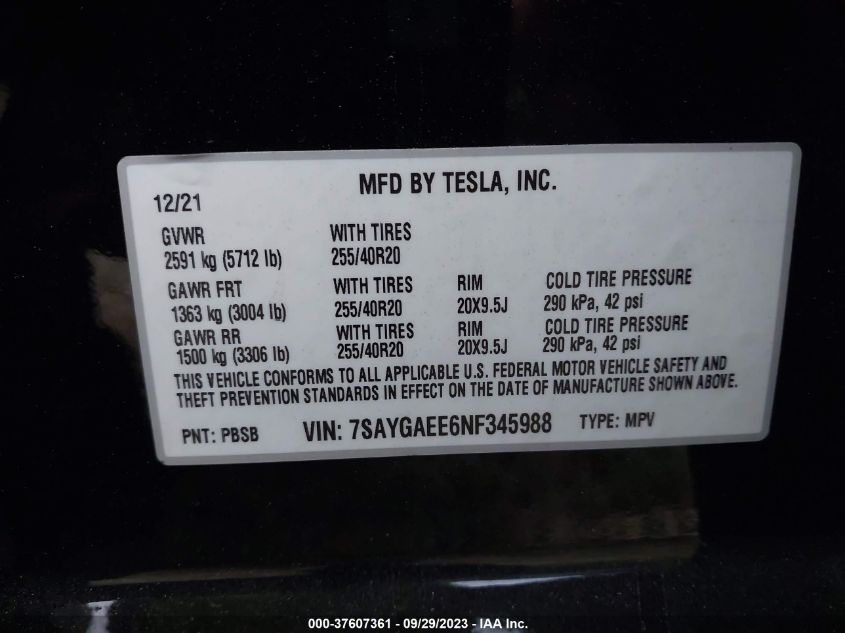 MFD BY TESLA, INC.
12/21
GVWR WITH TIRES
2591 kg (5712 lb) 255/40R20
GAWR FRT WITH TIRES RIM COLD TIRE PRESSURE
1363 kg (3004 lb) 255/40R20 20X9.5J 290 kPa, 42 psi
GAWR RR WITH TIRES RIM COLD TIRE PRESSURE
1500 kg (3306 lb) 255/40R20 20X9.5J 290 kPa, 42 psi
THIS VEHICLE CONFORMS TO ALL APPLICABLE U.S. FEDERAL MOTOR VEHICLE SAFETY AND
THEFT PREVENTION STANDARDS IN EFFECT ON THE DATE OF MANUFACTURE SHOWN ABOVE.
PNT: PBSB VIN: 7SAYGAEE6NF345988 TYPE: MPV
000-37607361 - 09/29/2023 - IAA Inc.